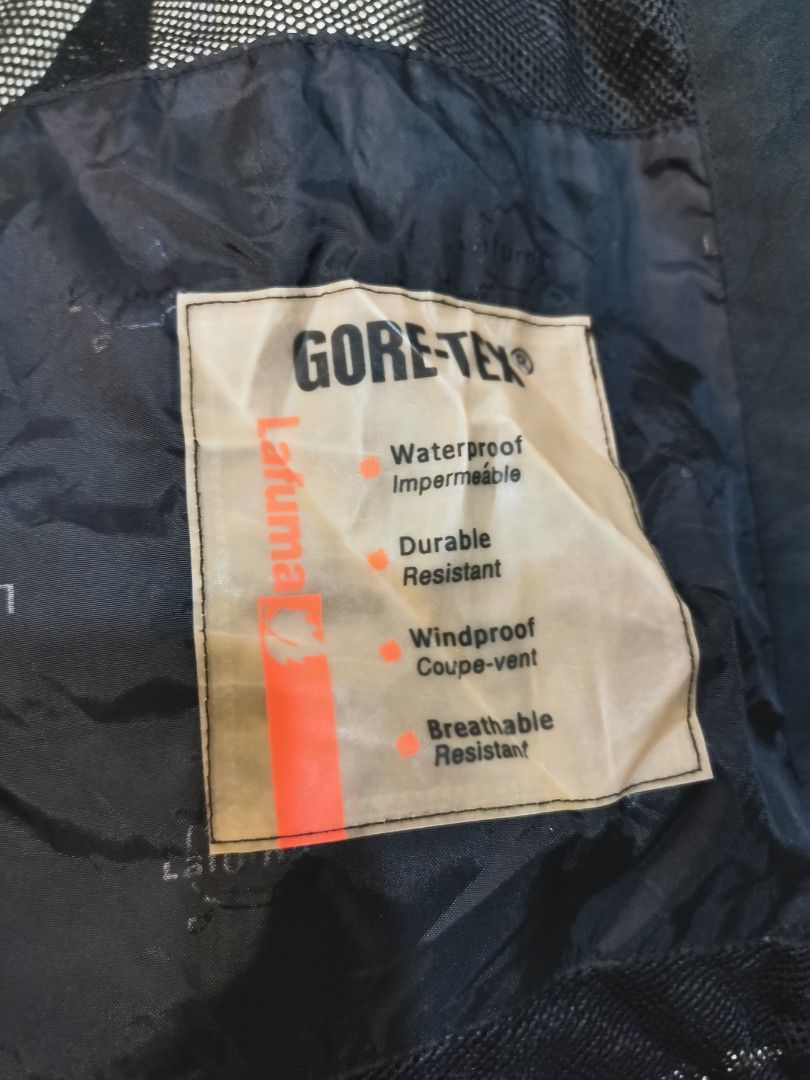 GORE-TEX®
Lafuma
Waterproof
Imperméable
Durable
Resistant
Windproof
Coupe-vent
Breathable
Resistant